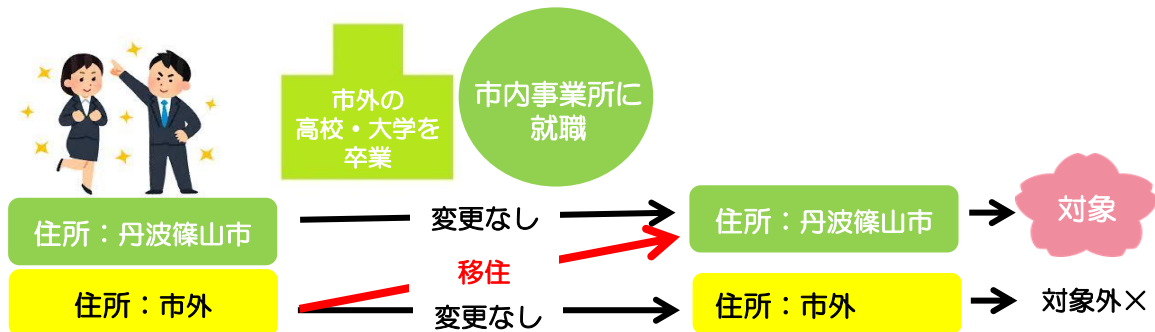 市外の
高校・大学を
卒業
市内事業所に
就職
住所：丹波篠山市
変更なし
住所：丹波篠山市
対象
移住
住所：市外
変更なし
住所：市外
対象外×